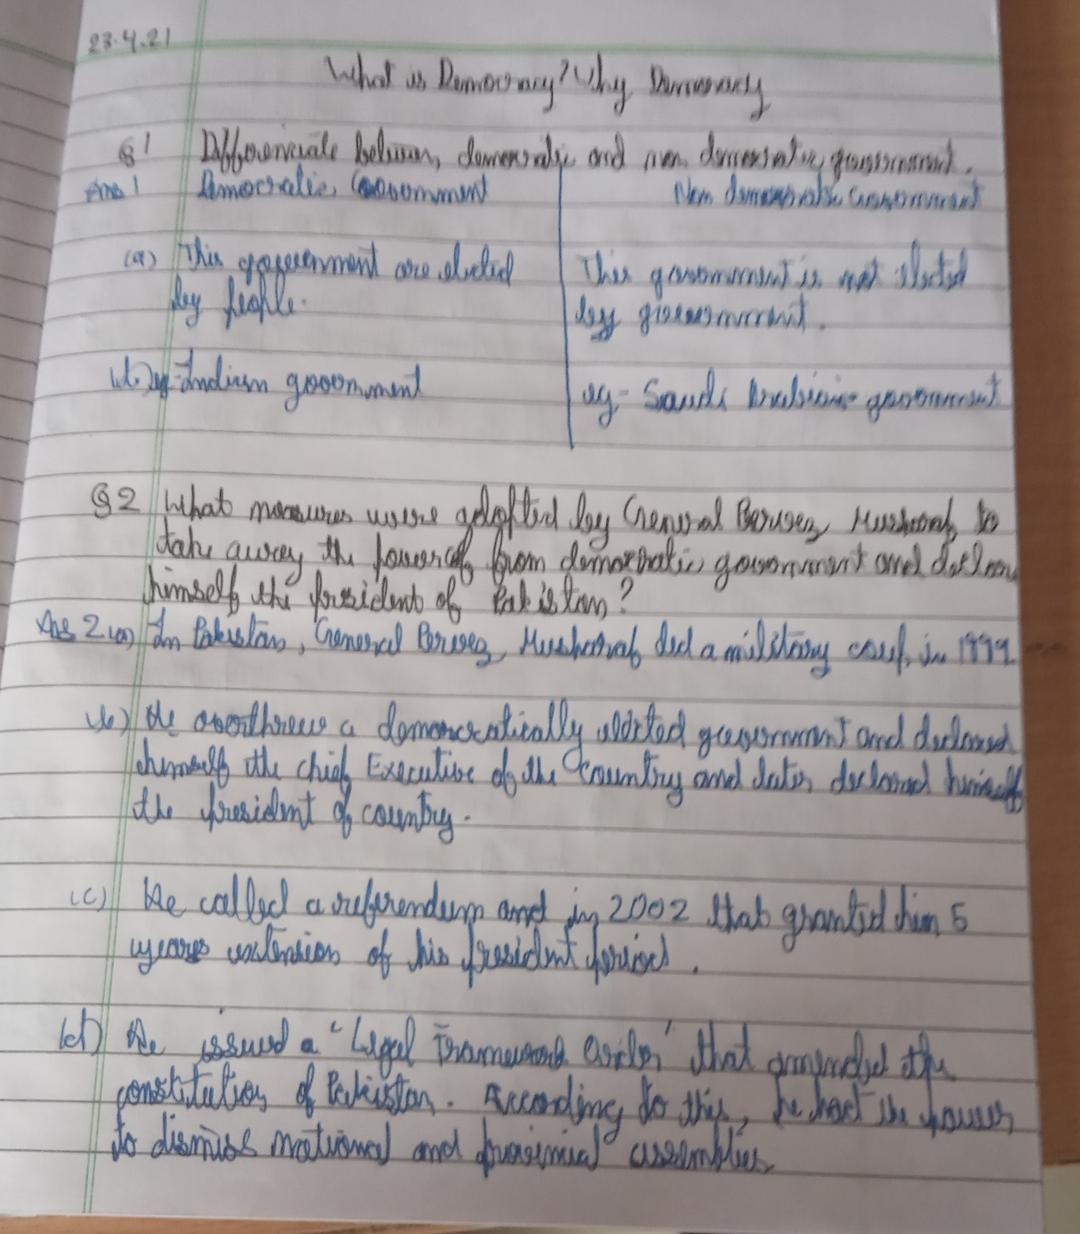 23.4.21
What is Democracy? Why Democracy
Q1 Differenciate between democratic and non democratic government.
Ans 1 Democratic Government Non democratic Government
(a) This government are elected This government is not elected
by people. by government.
(b) eg- Indian government eg- Saudi Arabian government
Q2 What measures were adopted by General Pervez Musharraf to
take away the power of from democratic government and declare
himself the president of Pakistan?
Ans 2 (a) In Pakistan, General Pervez Musharraf did a military coup in 1999
(b) He overthrew a democratically elected government and declared
himself the chief Executive of the Country and later declared himself
the president of country.
(c) He called a referendum and in 2002 that granted him 5
years extension of his president period.
(d) He issued a "Legal Framework order" that amended the
constitution of Pakistan. According to this, he had the power
to dismiss national and provincial assemblies